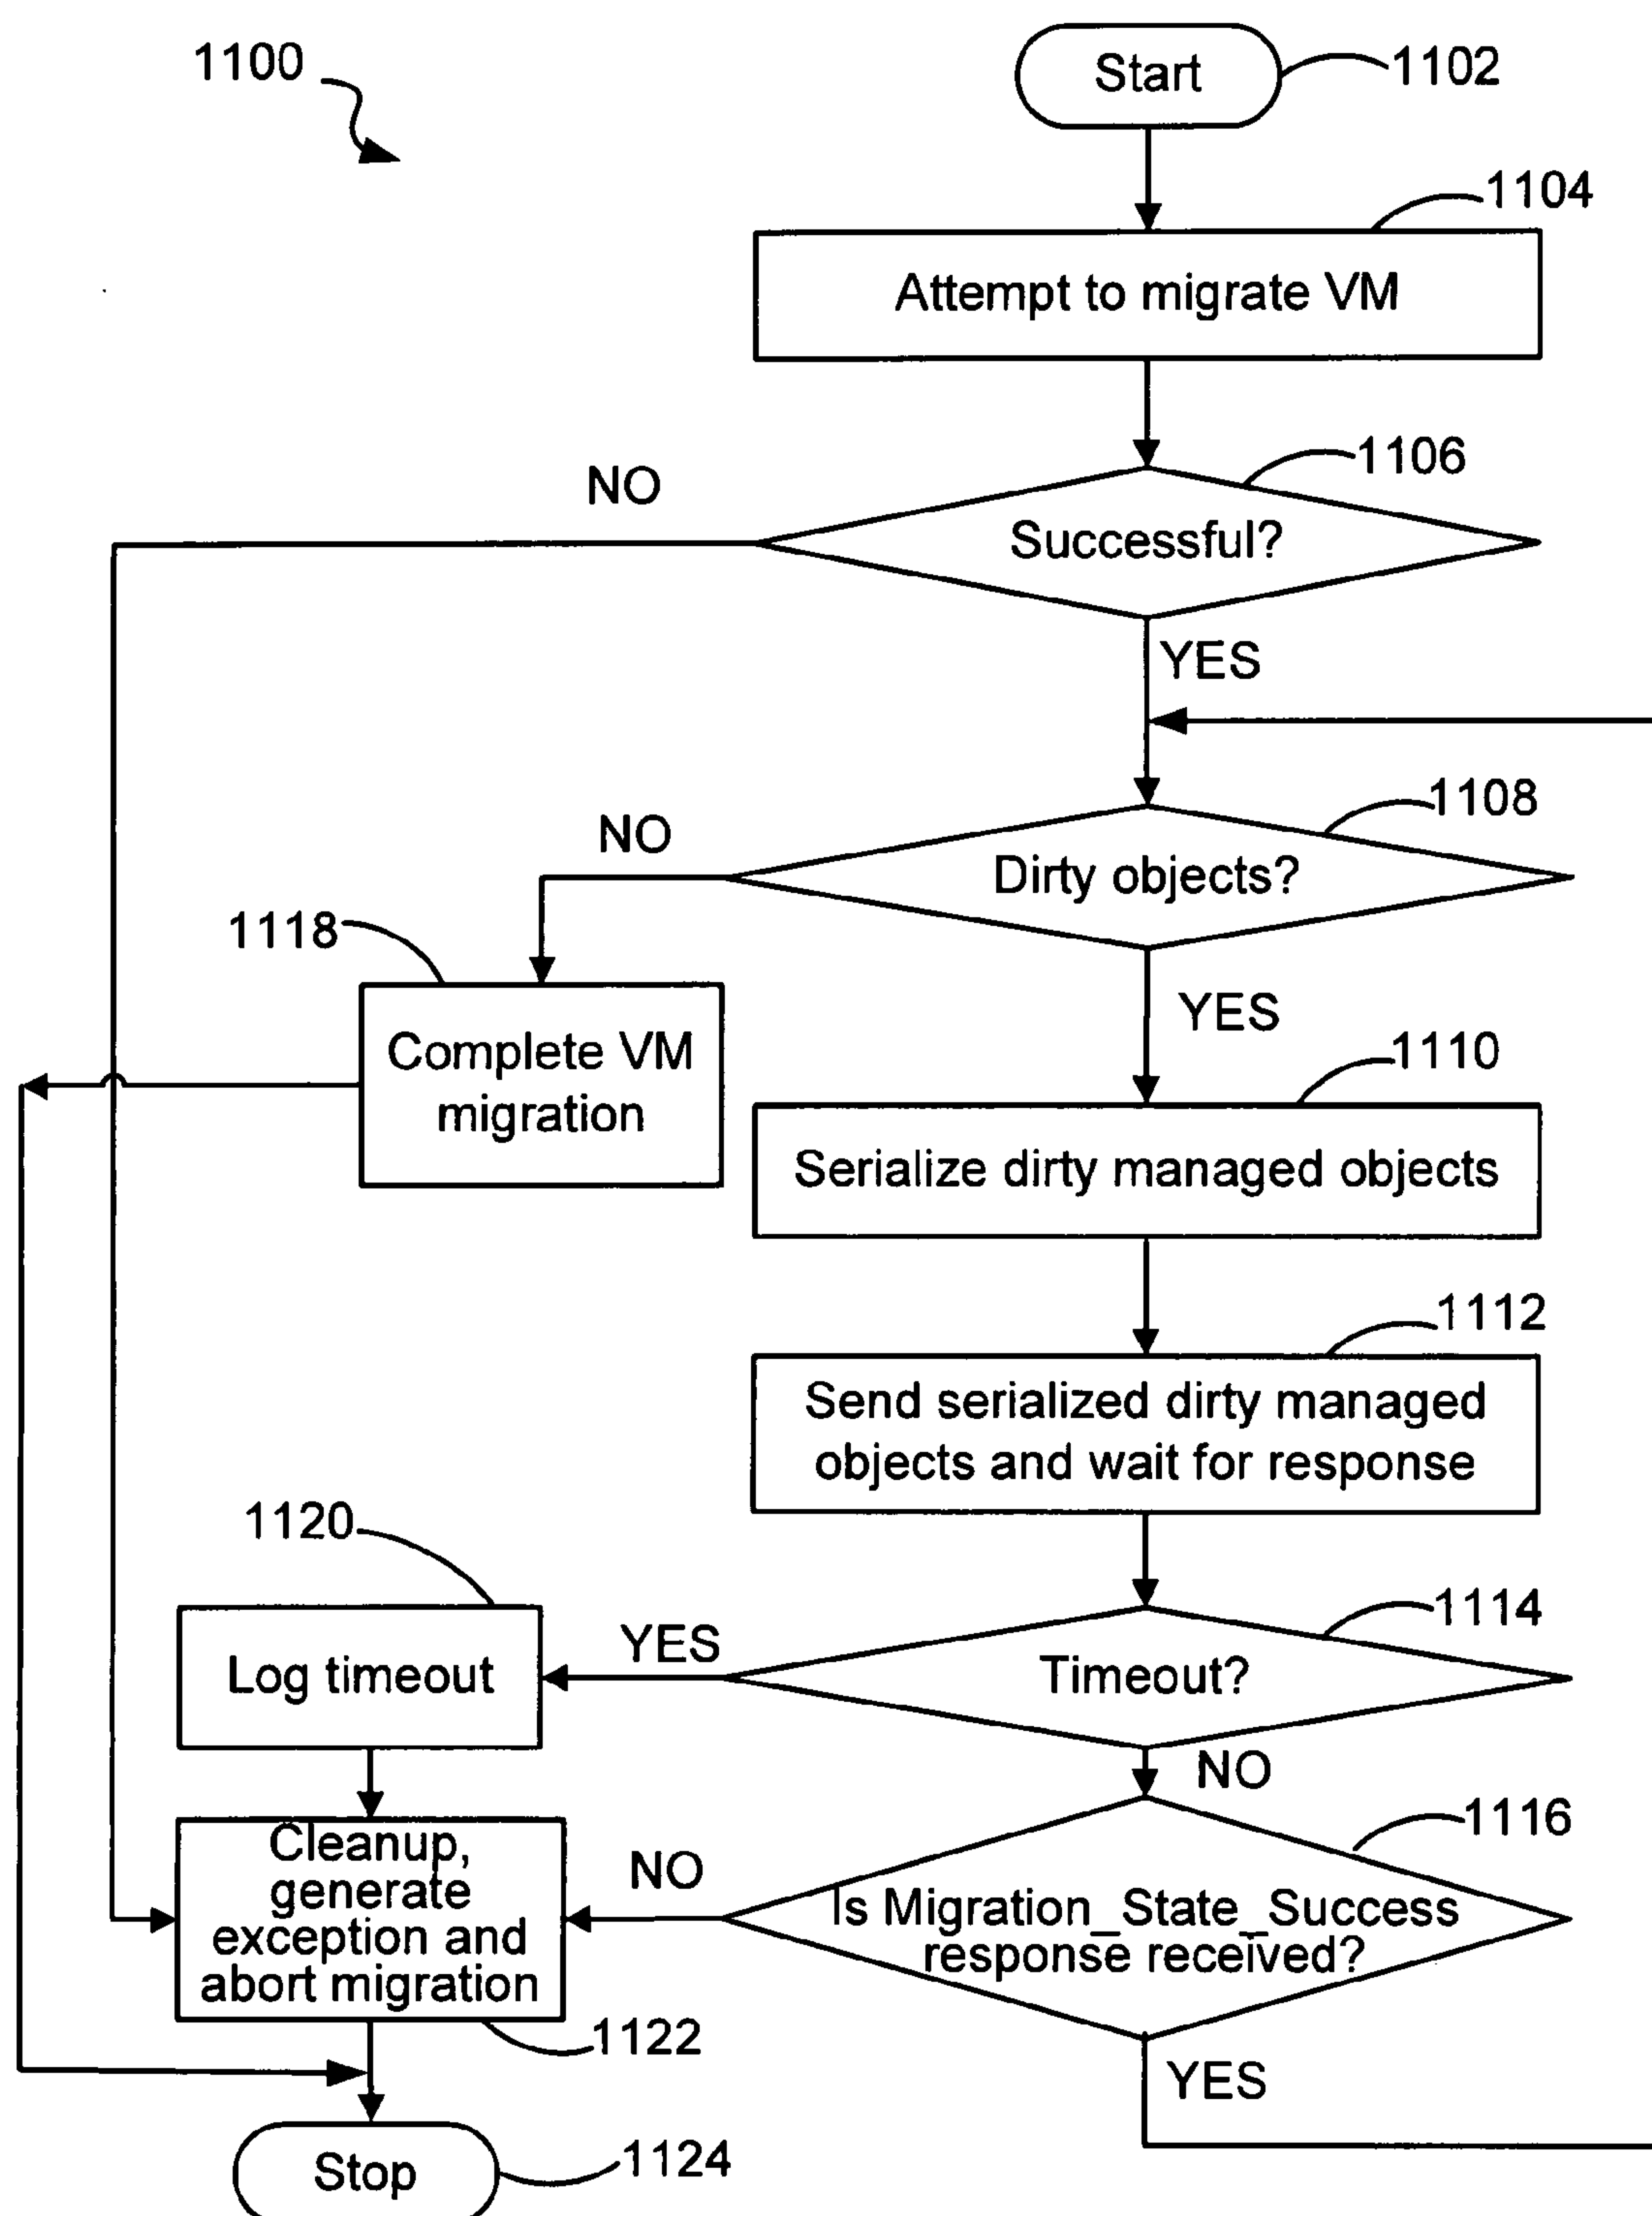 1100
Start
1102
1104
Attempt to migrate VM
1106
NO
Successful?
YES
1108
NO
Dirty objects?
1118
YES
Complete VM
migration
1110
Serialize dirty managed objects
1112
Send serialized dirty managed
objects and wait for response
1120
1114
YES
Log timeout
Timeout?
NO
1116
Cleanup,
generate
exception and
abort migration
NO
Is Migration_State_Success
response received?
1122
YES
Stop
1124